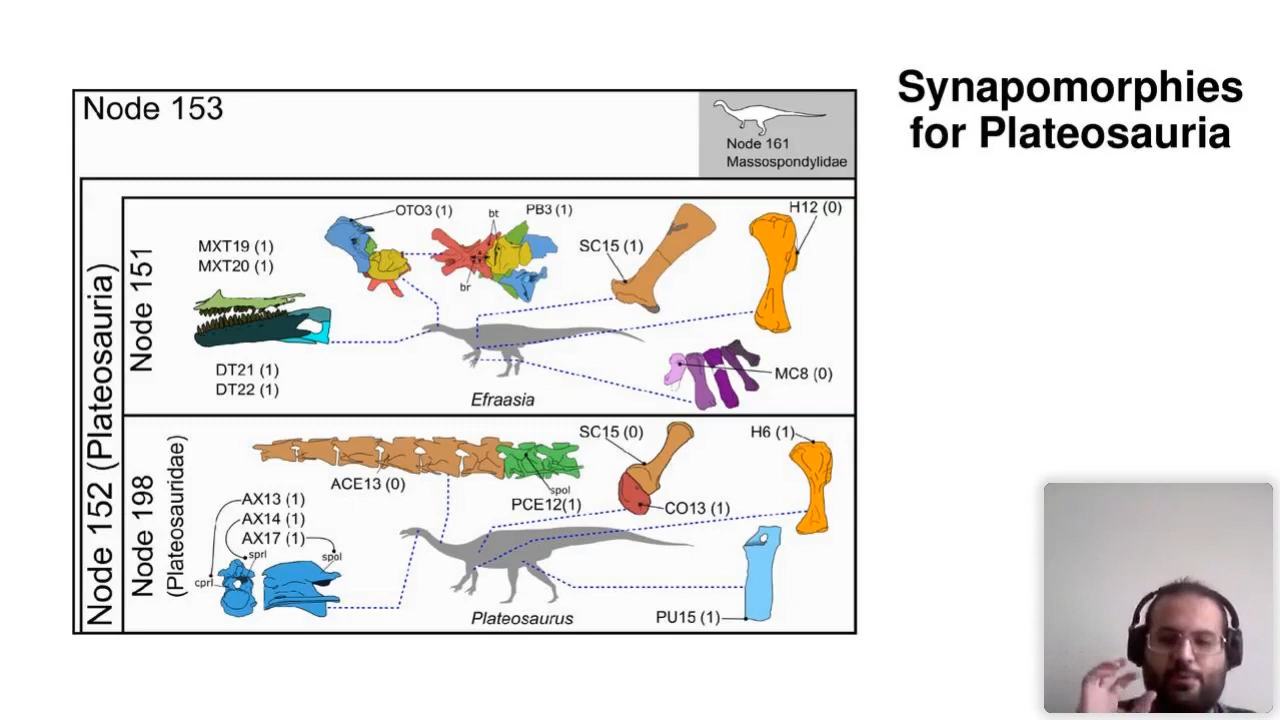 Synapomorphies
for Plateosauria
Node 153
Node 161
Massospondylidae
Node 152 (Plateosauria)
Node 151
MXT19 (1)
MXT20 (1)
OTO3 (1)
bt
PB3 (1)
br
SC15 (1)
H12 (0)
DT21 (1)
DT22 (1)
MC8 (0)
Efraasia
Node 198
(Plateosauridae)
ACE13 (0)
spol
PCE12(1)
SC15 (0)
CO13 (1)
H6 (1)
AX13 (1)
AX14 (1)
AX17 (1)
sprl
spol
cprl
Plateosaurus
PU15 (1)